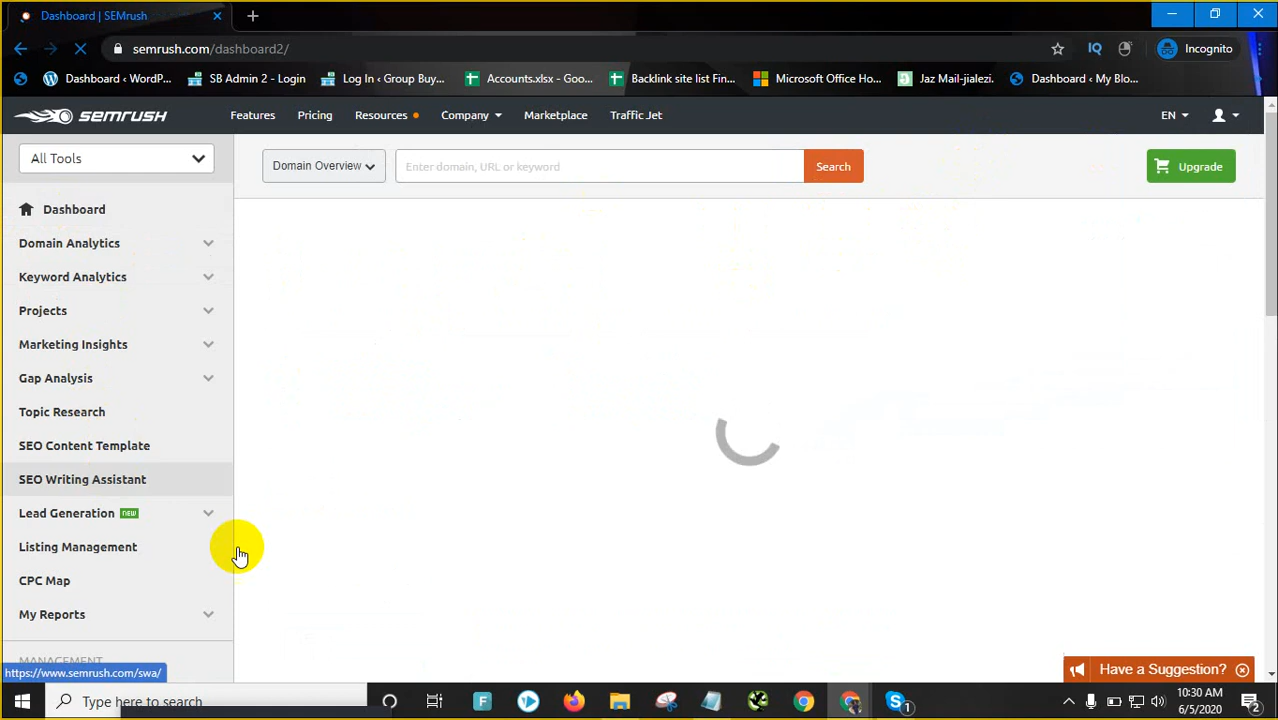 Dashboard | SEMrush
semrush.com/dashboard2/
IQ
Incognito
Dashboard ‹ WordP...
SB Admin 2 - Login
Log In ‹ Group Buy...
Accounts.xlsx - Goo...
Backlink site list Fin...
Microsoft Office Ho...
Jaz Mail-jialezi.
Dashboard ‹ My Blo...
SEMRUSH
Features
Pricing
Resources
Company
Marketplace
Traffic Jet
EN
All Tools
Domain Overview
Enter domain, URL or keyword
Search
Upgrade
Dashboard
Domain Analytics
Keyword Analytics
Projects
Marketing Insights
Gap Analysis
Topic Research
SEO Content Template
SEO Writing Assistant
Lead Generation NEW
Listing Management
CPC Map
My Reports
MANAGEMENT
https://www.semrush.com/swa/
Have a Suggestion?
Type here to search
F
1
10:30 AM
6/5/2020
2